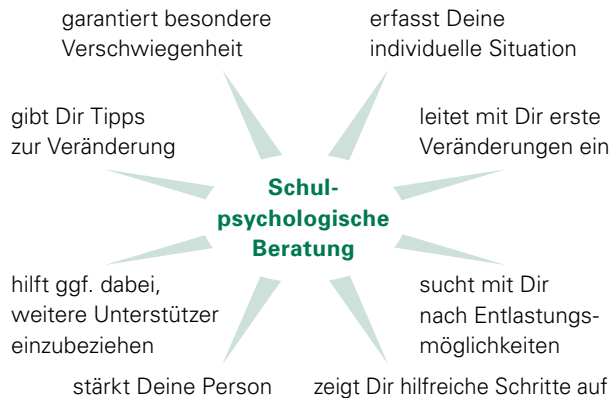 garantiert besondere
Verschwiegenheit
erfasst Deine
individuelle Situation
gibt Dir Tipps
zur Veränderung
leitet mit Dir erste
Veränderungen ein
Schul-
psychologische
Beratung
hilft ggf. dabei,
weitere Unterstützer
einzubeziehen
sucht mit Dir
nach Entlastungs-
möglichkeiten
stärkt Deine Person
zeigt Dir hilfreiche Schritte auf